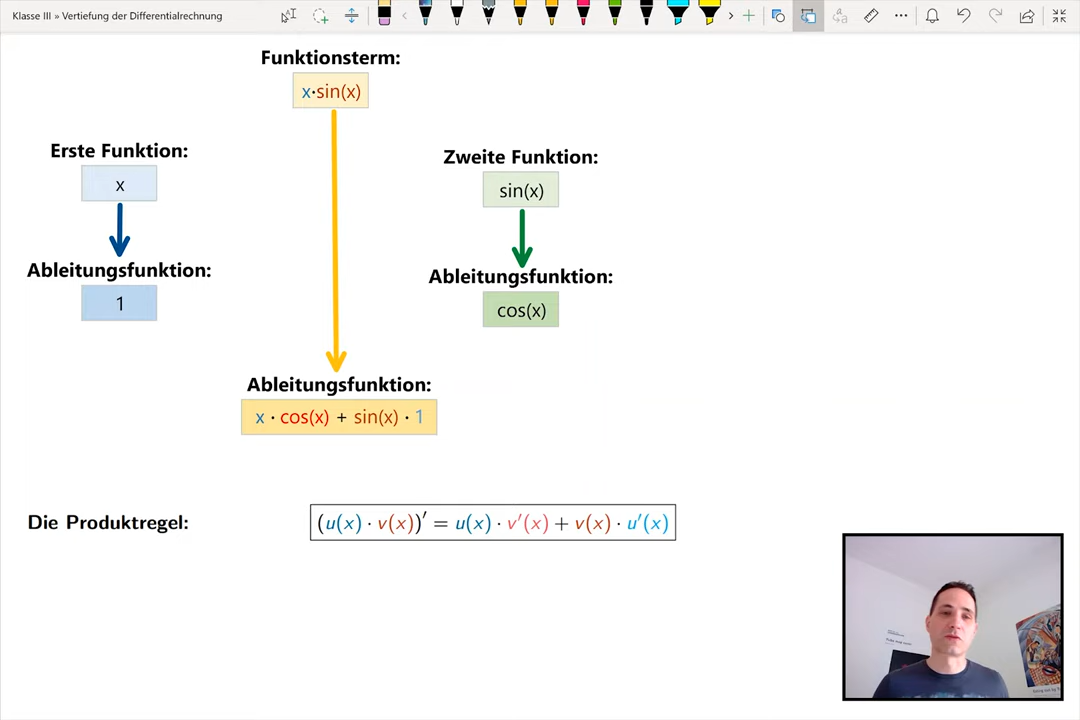 Klasse III » Vertiefung der Differentialrechnung
Funktionsterm:
x·sin(x)
Erste Funktion:
x
Zweite Funktion:
sin(x)
Ableitungsfunktion:
1
Ableitungsfunktion:
cos(x)
Ableitungsfunktion:
x · cos(x) + sin(x) · 1
Die Produktregel:
(u(x) · v(x))′ = u(x) · v′(x) + v(x) · u′(x)